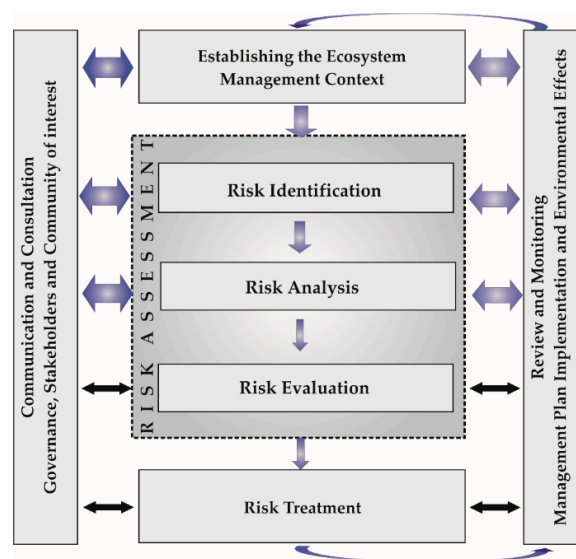 Establishing the Ecosystem
Management Context
Communication and Consultation
Governance, Stakeholders and Community of interest
RISK ASSESSMENT
Risk Identification
Risk Analysis
Risk Evaluation
Risk Treatment
Review and Monitoring
Management Plan Implementation and Environmental Effects